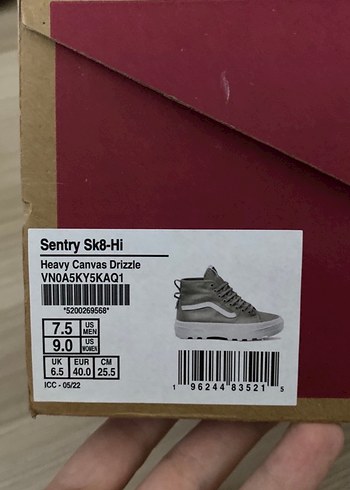 Sentry Sk8-Hi
Heavy Canvas Drizzle
VN0A5KY5KAQ1
*5200269568*
7.5 US MEN
9.0 US WOMEN
UK EUR CM
6.5 40.0 25.5
ICC - 05/22
1 96244 83521 5